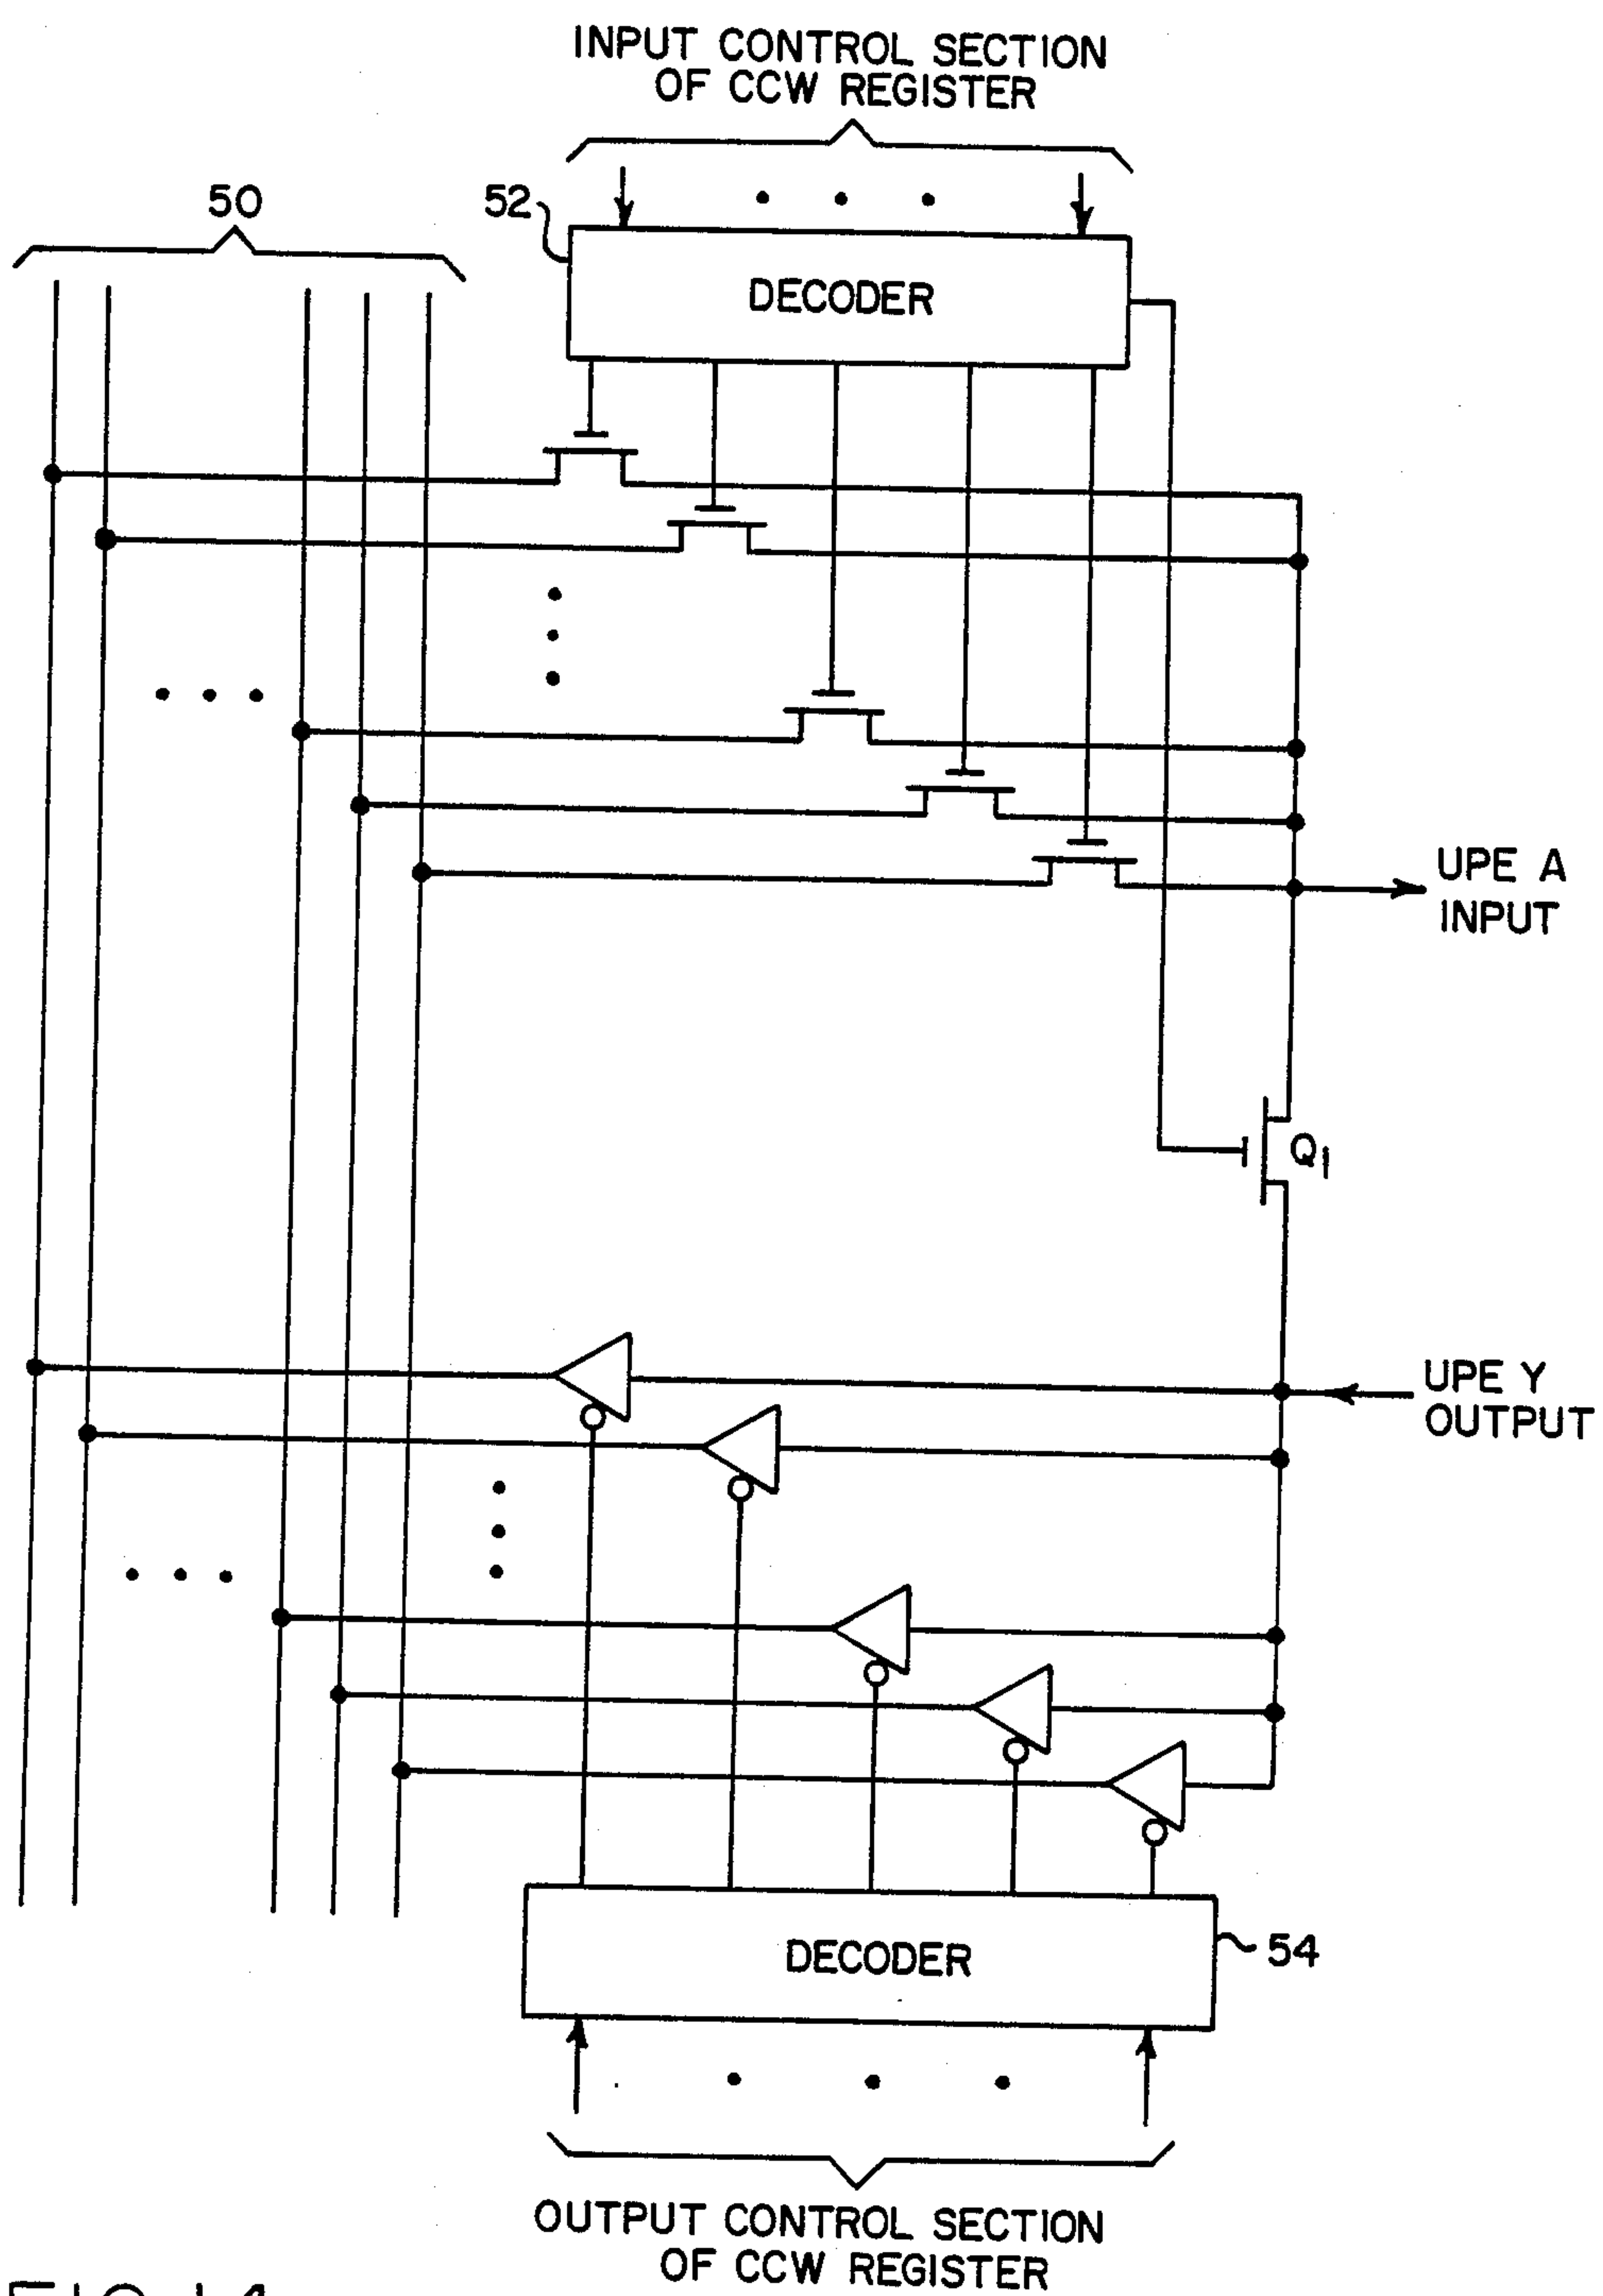 INPUT CONTROL SECTION
OF CCW REGISTER
50
52
DECODER
UPE A
INPUT
Q1
UPE Y
OUTPUT
DECODER
54
OUTPUT CONTROL SECTION
OF CCW REGISTER